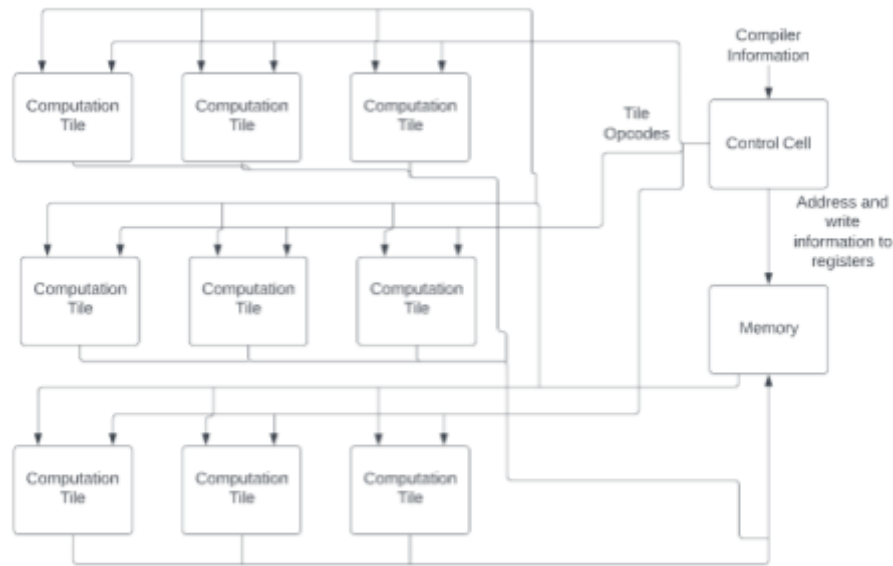 Compiler
Information
Computation
Tile
Computation
Tile
Computation
Tile
Tile
Opcodes
Control Cell
Address and
write
information to
registers
Computation
Tile
Computation
Tile
Computation
Tile
Memory
Computation
Tile
Computation
Tile
Computation
Tile